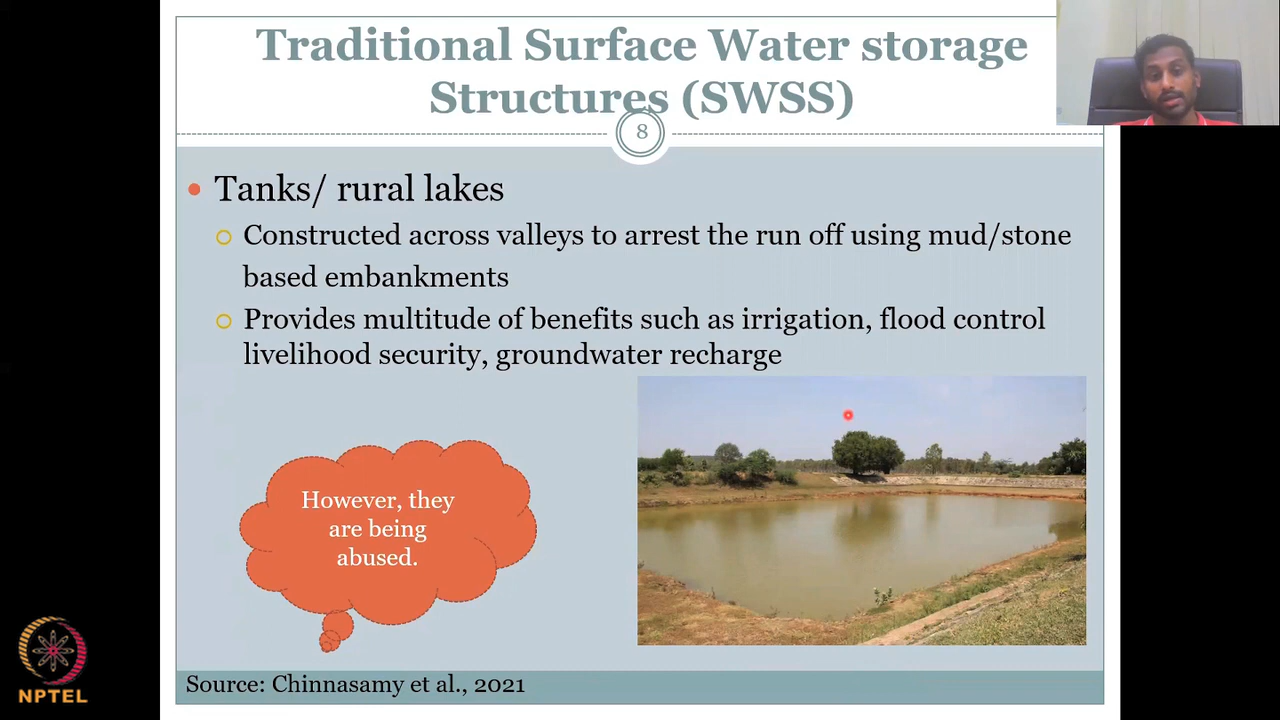 Traditional Surface Water storage
Structures (SWSS)
8
Tanks/ rural lakes
Constructed across valleys to arrest the run off using mud/stone
based embankments
Provides multitude of benefits such as irrigation, flood control
livelihood security, groundwater recharge
However, they
are being
abused.
Source: Chinnasamy et al., 2021
NPTEL